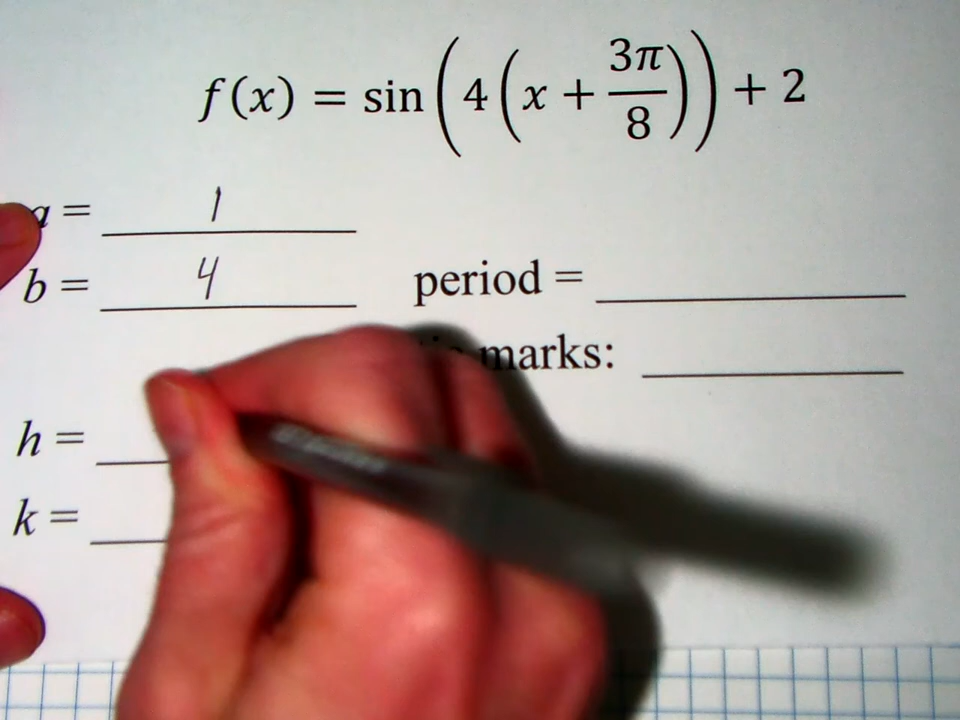 f(x) = sin(4(x + 3π/8)) + 2
a = 1
b = 4 period =
marks:
h =
k =